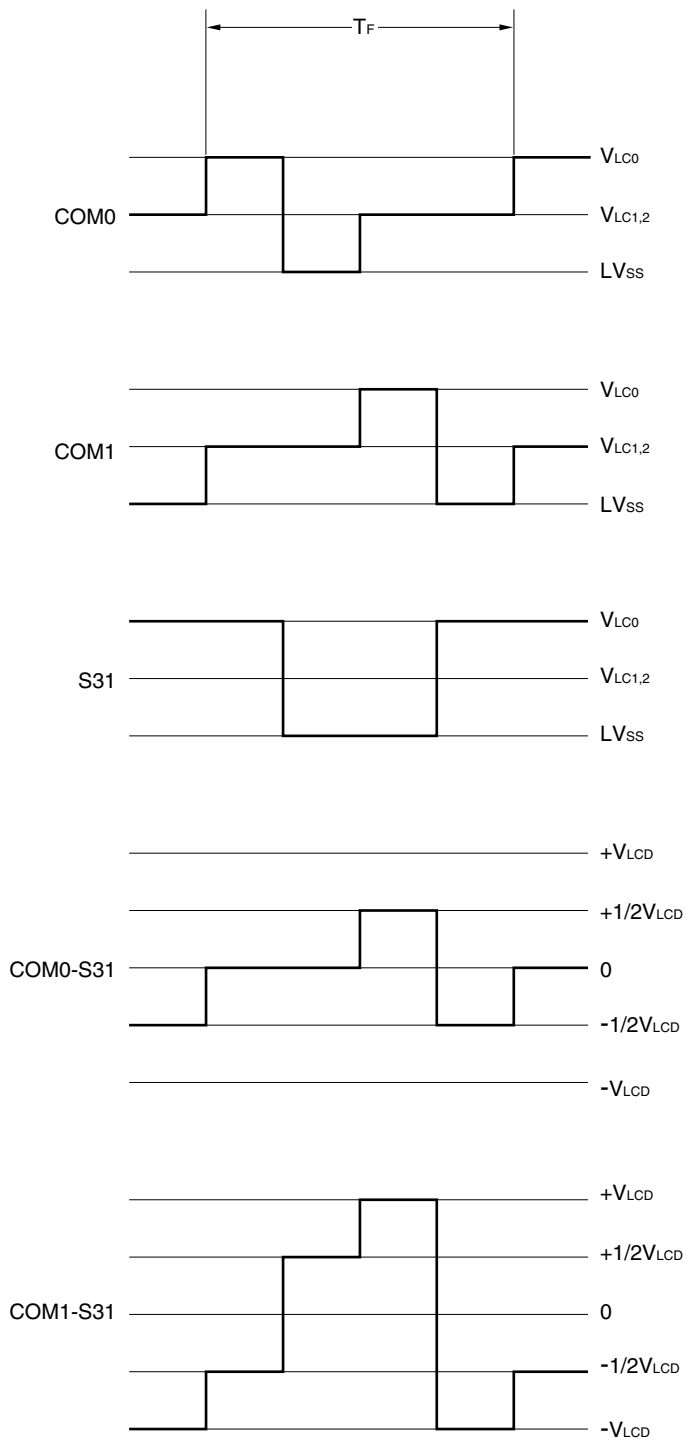 TF
VLC0
COM0
VLC1,2
LVSS
VLC0
COM1
VLC1,2
LVSS
VLC0
S31
VLC1,2
LVSS
+VLCD
+1/2VLCD
COM0-S31
0
-1/2VLCD
-VLCD
+VLCD
+1/2VLCD
COM1-S31
0
-1/2VLCD
-VLCD